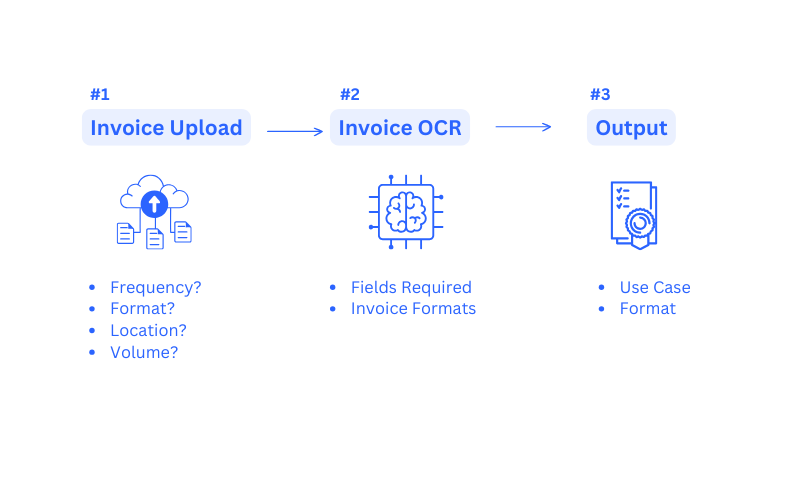 #1
Invoice Upload
#2
Invoice OCR
#3
Output
• Frequency?
• Format?
• Location?
• Volume?
• Fields Required
• Invoice Formats
• Use Case
• Format